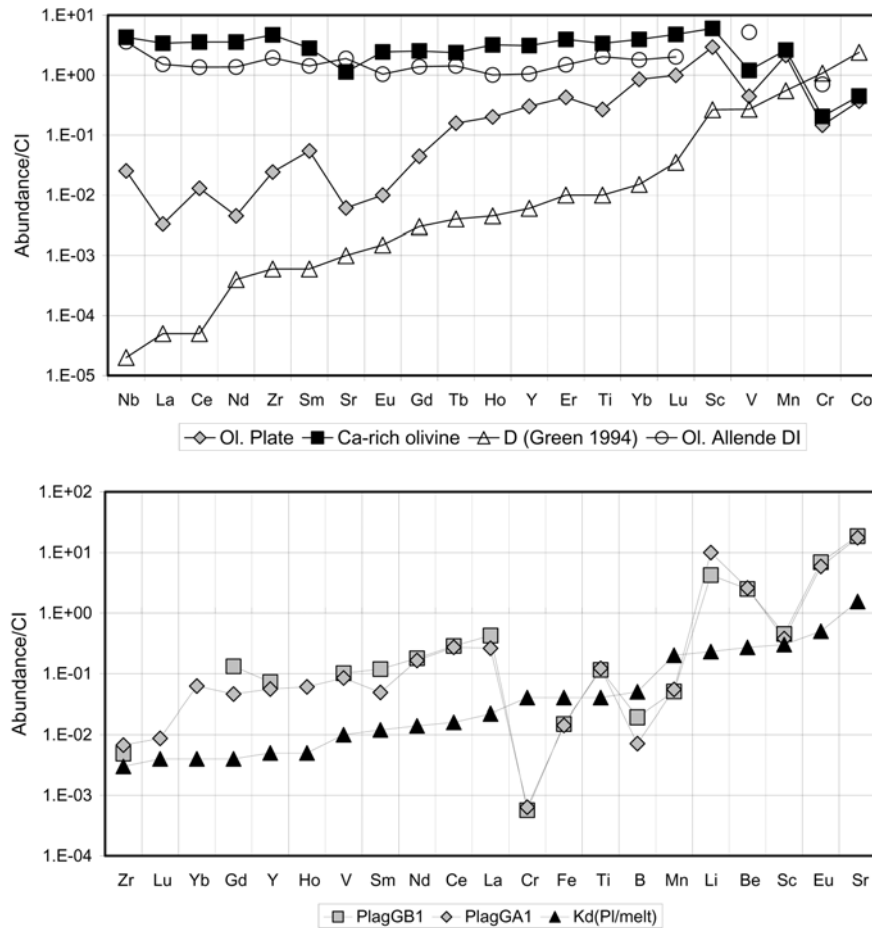 1.E+01
1.E+00
1.E-01
1.E-02
1.E-03
1.E-04
1.E-05
Abundance/CI
Nb La Ce Nd Zr Sm Sr Eu Gd Tb Ho Y Er Ti Yb Lu Sc V Mn Cr Co
Ol. Plate Ca-rich olivine D (Green 1994) Ol. Allende DI
1.E+02
1.E+01
1.E+00
1.E-01
1.E-02
1.E-03
1.E-04
Abundance/CI
Zr Lu Yb Gd Y Ho V Sm Nd Ce La Cr Fe Ti B Mn Li Be Sc Eu Sr
PlagGB1 PlagGA1 Kd(Pl/melt)